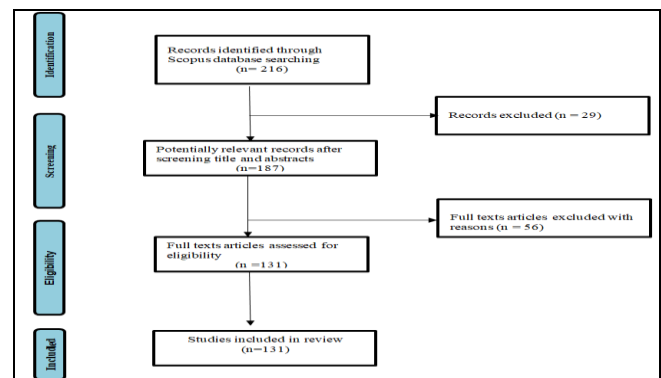 Identification
Records identified through
Scopus database searching
(n= 216)
Records excluded (n = 29)
Screening
Potentially relevant records after
screening title and abstracts
(n=187)
Full texts articles excluded with
reasons (n = 56)
Eligibility
Full texts articles assessed for
eligibility
(n =131)
Included
Studies included in review
(n=131)